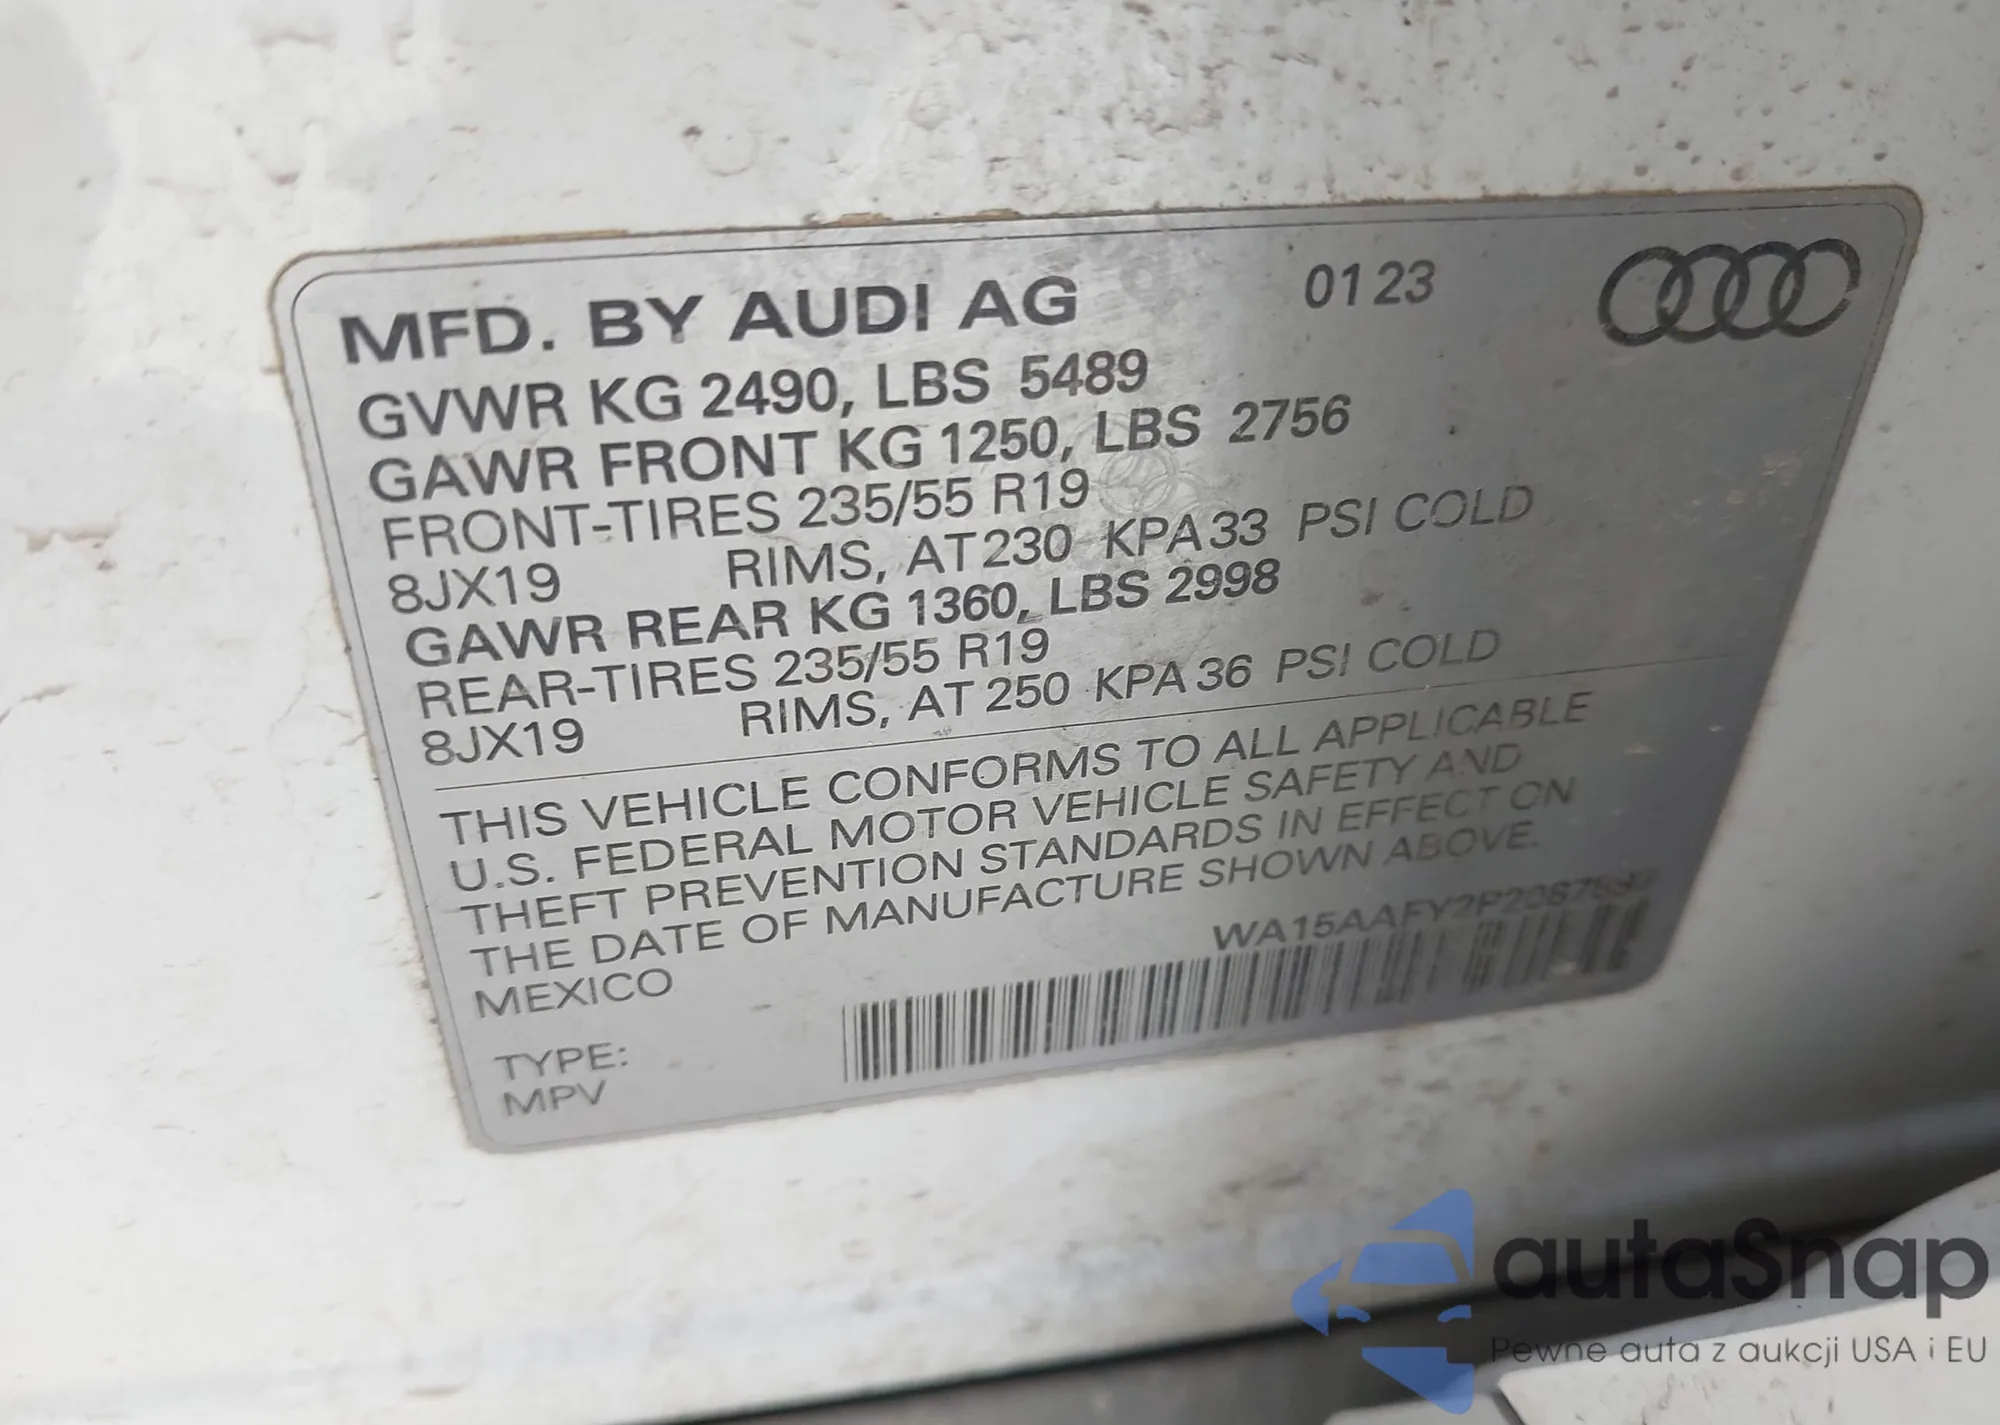 MFD. BY AUDI AG 01 23
GVWR KG 2490, LBS 5489
GAWR FRONT KG 1250, LBS 2756
FRONT-TIRES 235/55 R19
8JX19 RIMS, AT 230 KPA 33 PSI COLD
GAWR REAR KG 1360, LBS 2998
REAR-TIRES 235/55 R19
8JX19 RIMS, AT 250 KPA 36 PSI COLD
THIS VEHICLE CONFORMS TO ALL APPLICABLE
U.S. FEDERAL MOTOR VEHICLE SAFETY AND
THEFT PREVENTION STANDARDS IN EFFECT ON
THE DATE OF MANUFACTURE SHOWN ABOVE.
MEXICO
TYPE:
MPV
autaSnap
Pewne auta z aukcji USA i EU